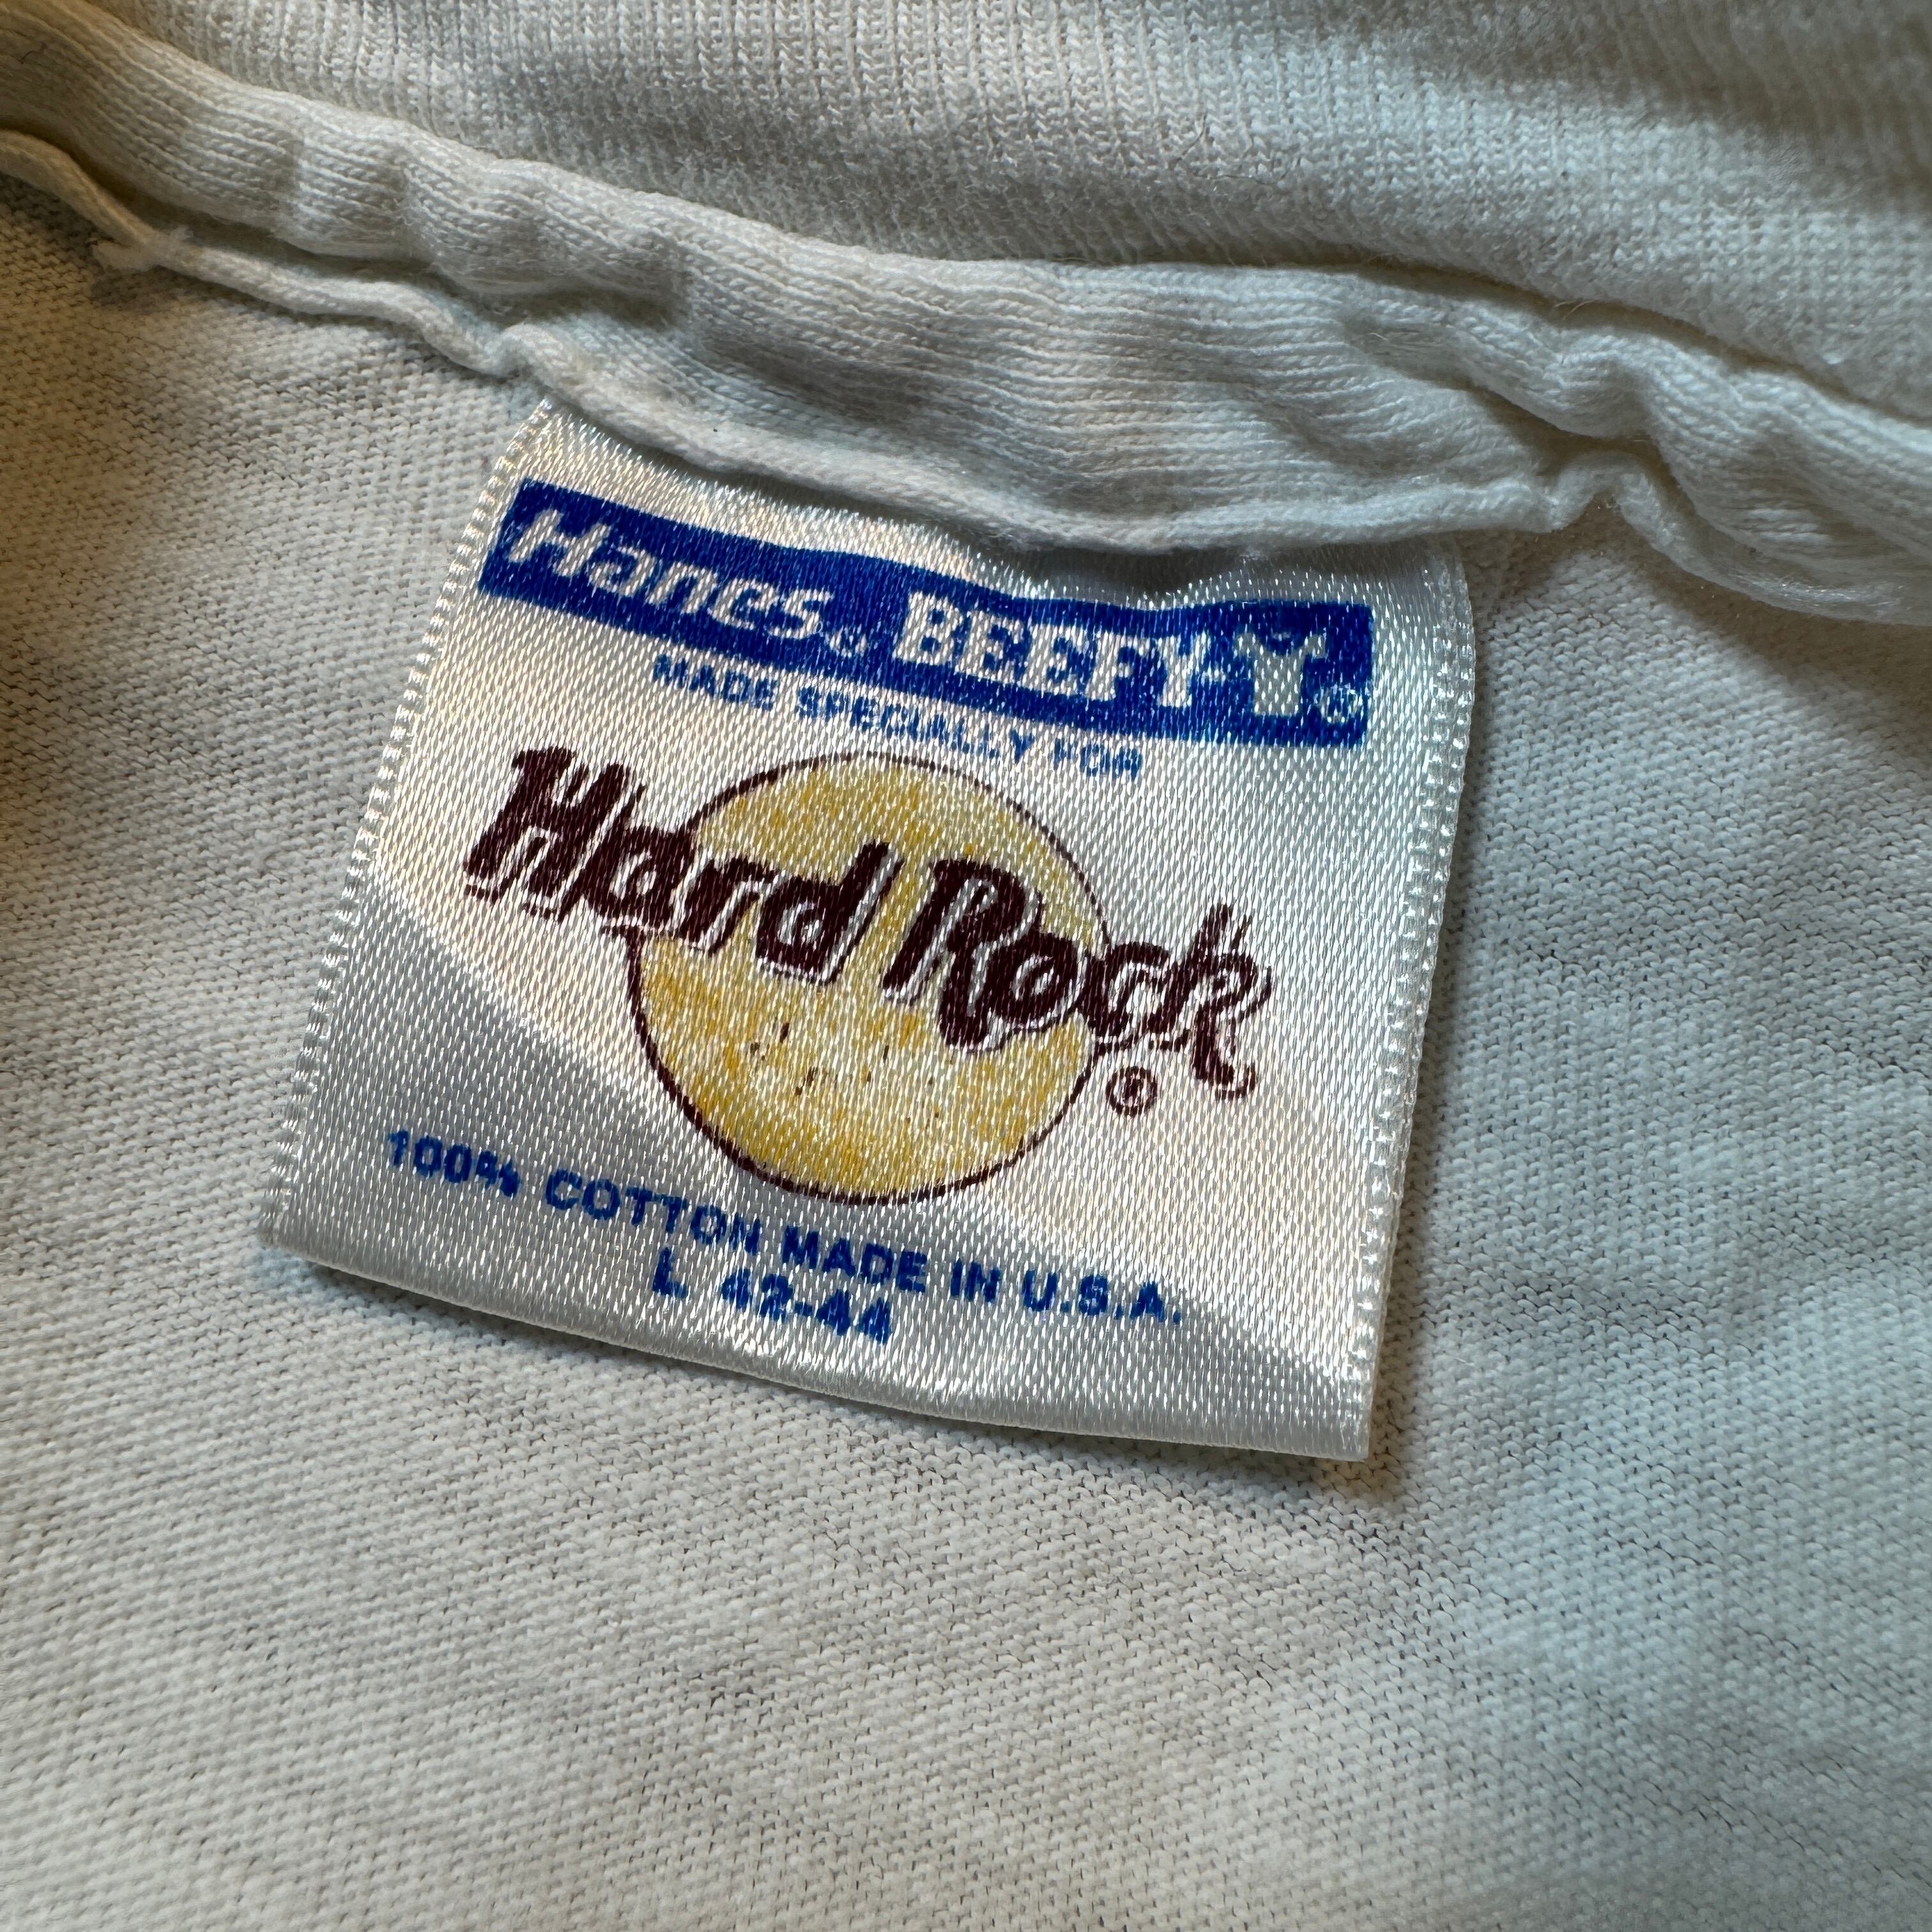 Hanes® BEEFY-T®
MADE SPECIALLY FOR
Hard Rock
®
100% COTTON MADE IN U.S.A.
L 42-44